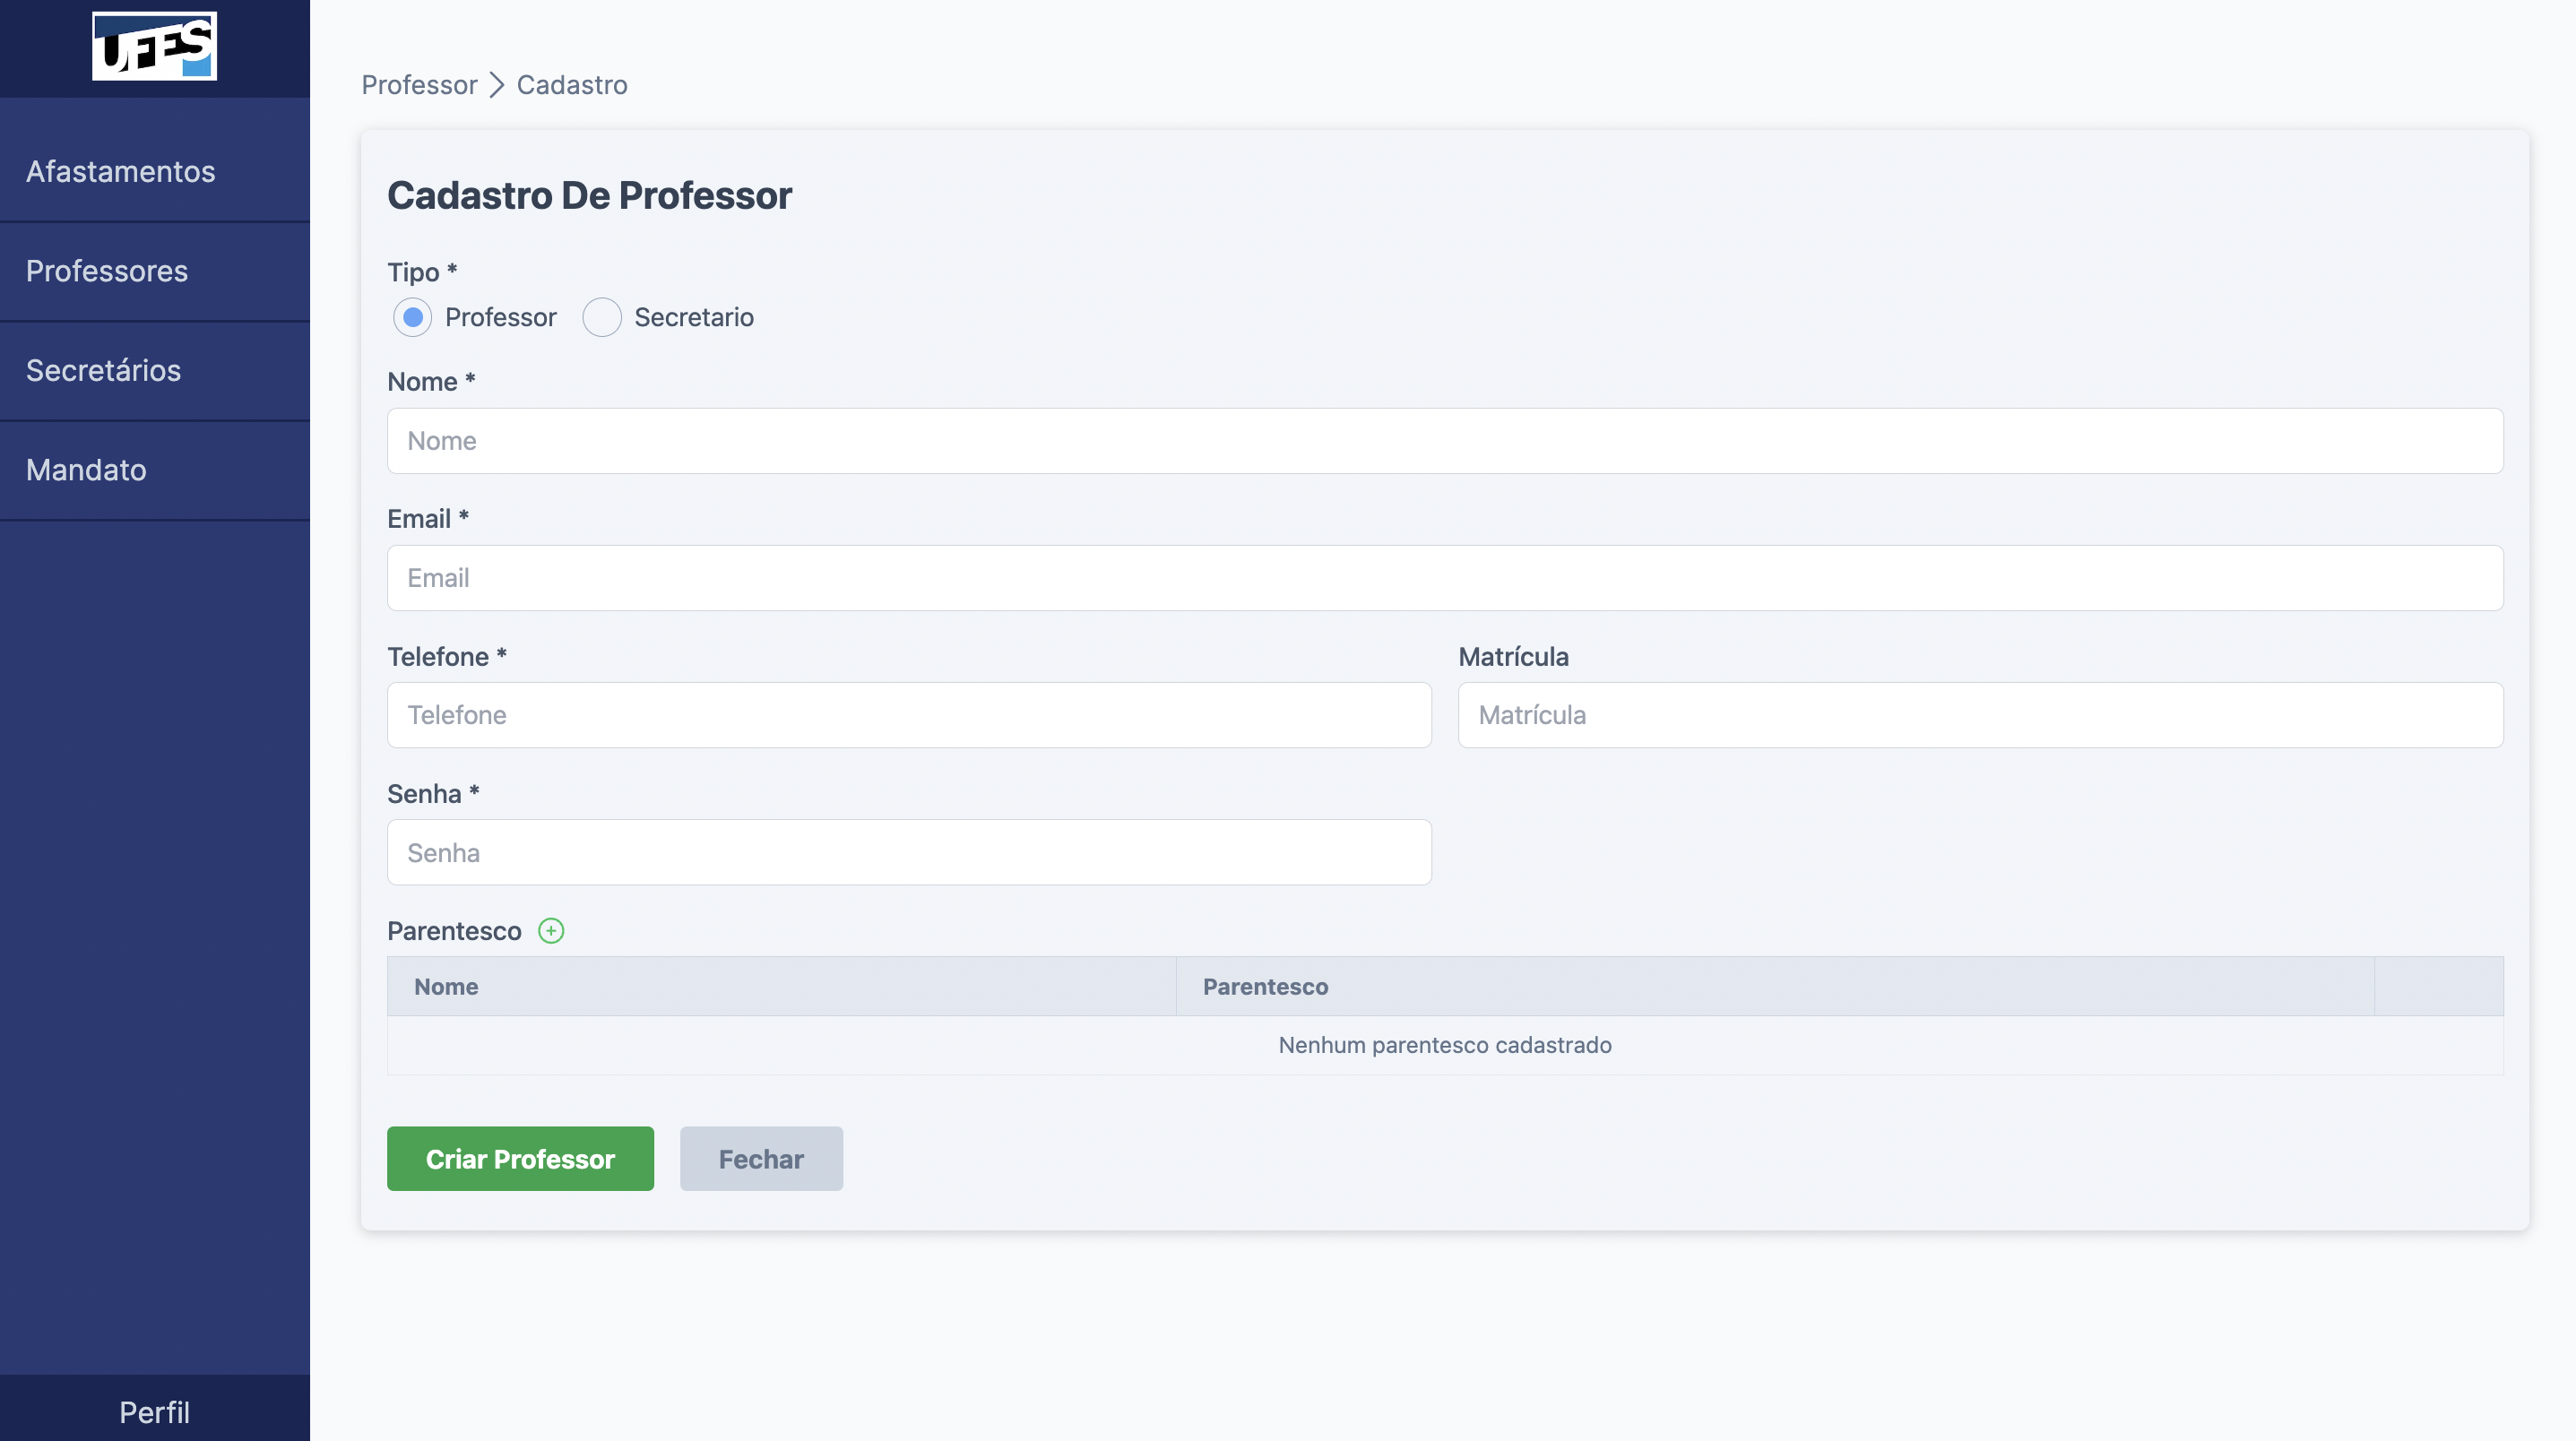 UFES
Afastamentos
Professores
Secretários
Mandato
Perfil
Professor > Cadastro
Cadastro De Professor
Tipo *
Professor Secretario
Nome *
Nome
Email *
Email
Telefone * Matrícula
Telefone Matrícula
Senha *
Senha
Parentesco
Nome Parentesco
Nenhum parentesco cadastrado
Criar Professor Fechar